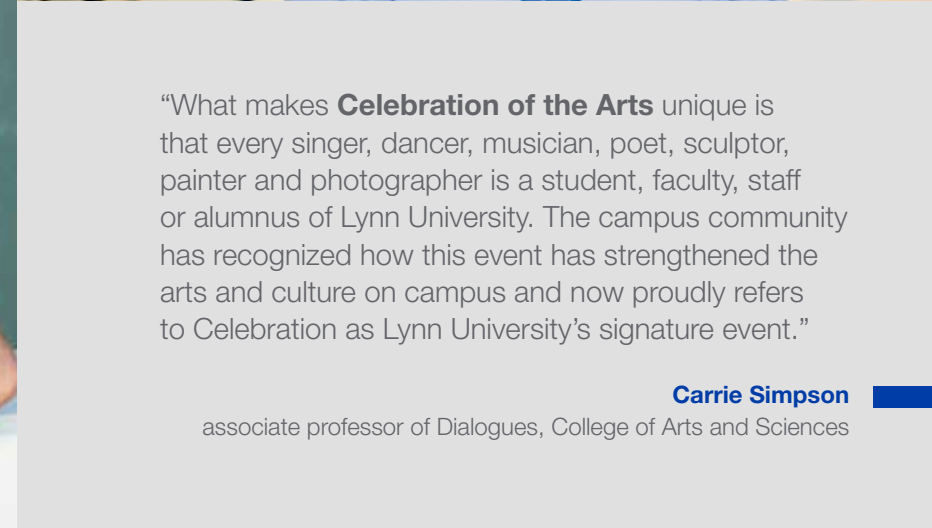 “What makes Celebration of the Arts unique is
that every singer, dancer, musician, poet, sculptor,
painter and photographer is a student, faculty, staff
or alumnus of Lynn University. The campus community
has recognized how this event has strengthened the
arts and culture on campus and now proudly refers
to Celebration as Lynn University’s signature event.”
Carrie Simpson
associate professor of Dialogues, College of Arts and Sciences